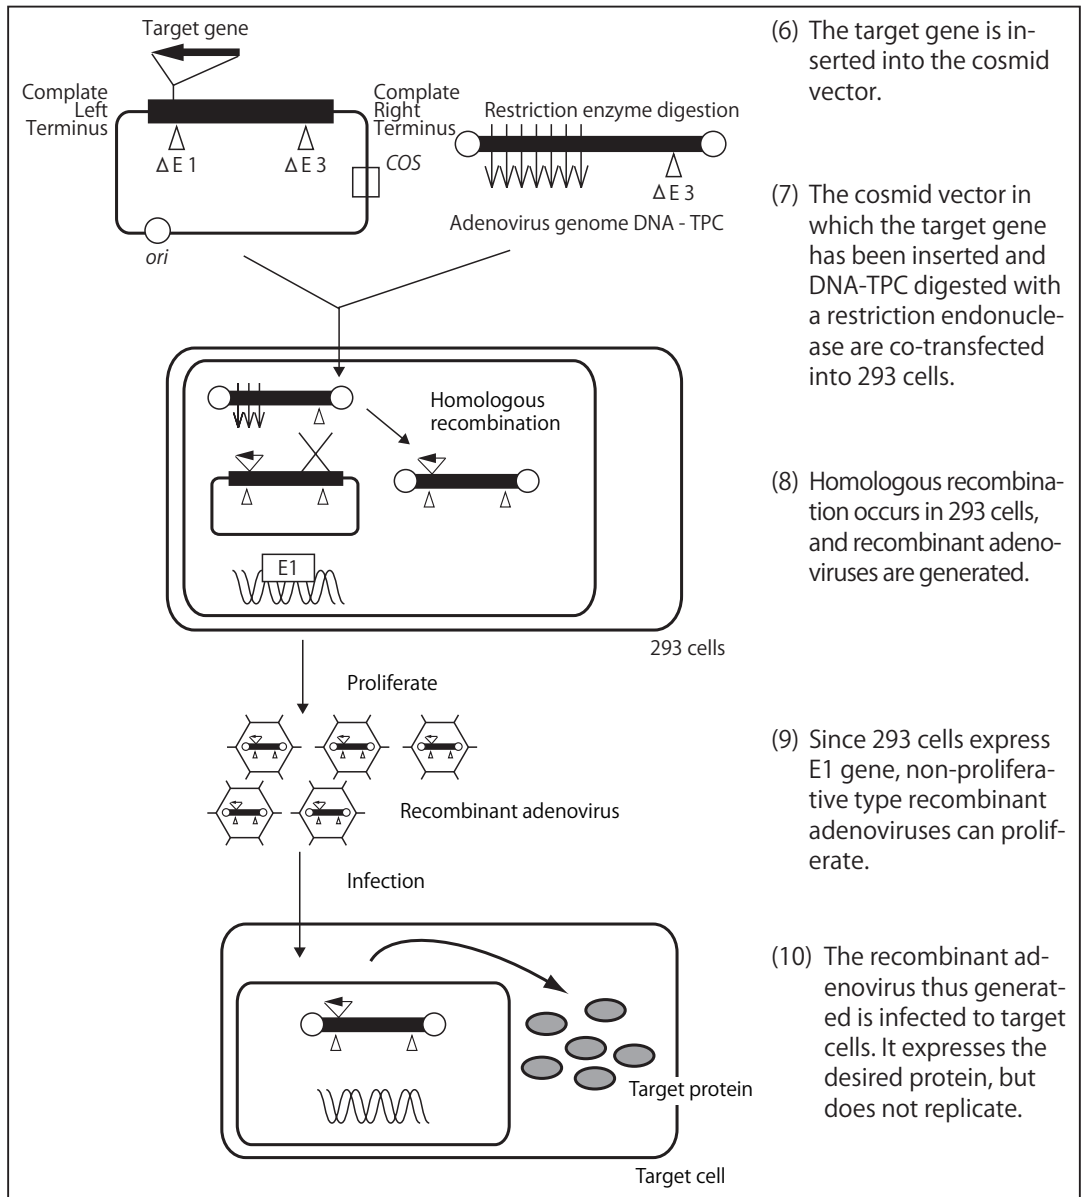 Target gene
Complate
Left
Terminus
Complate
Right
Terminus
Δ E 1
Δ E 3
COS
ori
Restriction enzyme digestion
Δ E 3
Adenovirus genome DNA - TPC
Homologous
recombination
E1
293 cells
Proliferate
Recombinant adenovirus
Infection
Target protein
Target cell
(6) The target gene is in-
serted into the cosmid
vector.
(7) The cosmid vector in
which the target gene
has been inserted and
DNA-TPC digested with
a restriction endonucle-
ase are co-transfected
into 293 cells.
(8) Homologous recombina-
tion occurs in 293 cells,
and recombinant adeno-
viruses are generated.
(9) Since 293 cells express
E1 gene, non-prolifera-
tive type recombinant
adenoviruses can prolif-
erate.
(10) The recombinant ad-
enovirus thus generat-
ed is infected to target
cells. It expresses the
desired protein, but
does not replicate.